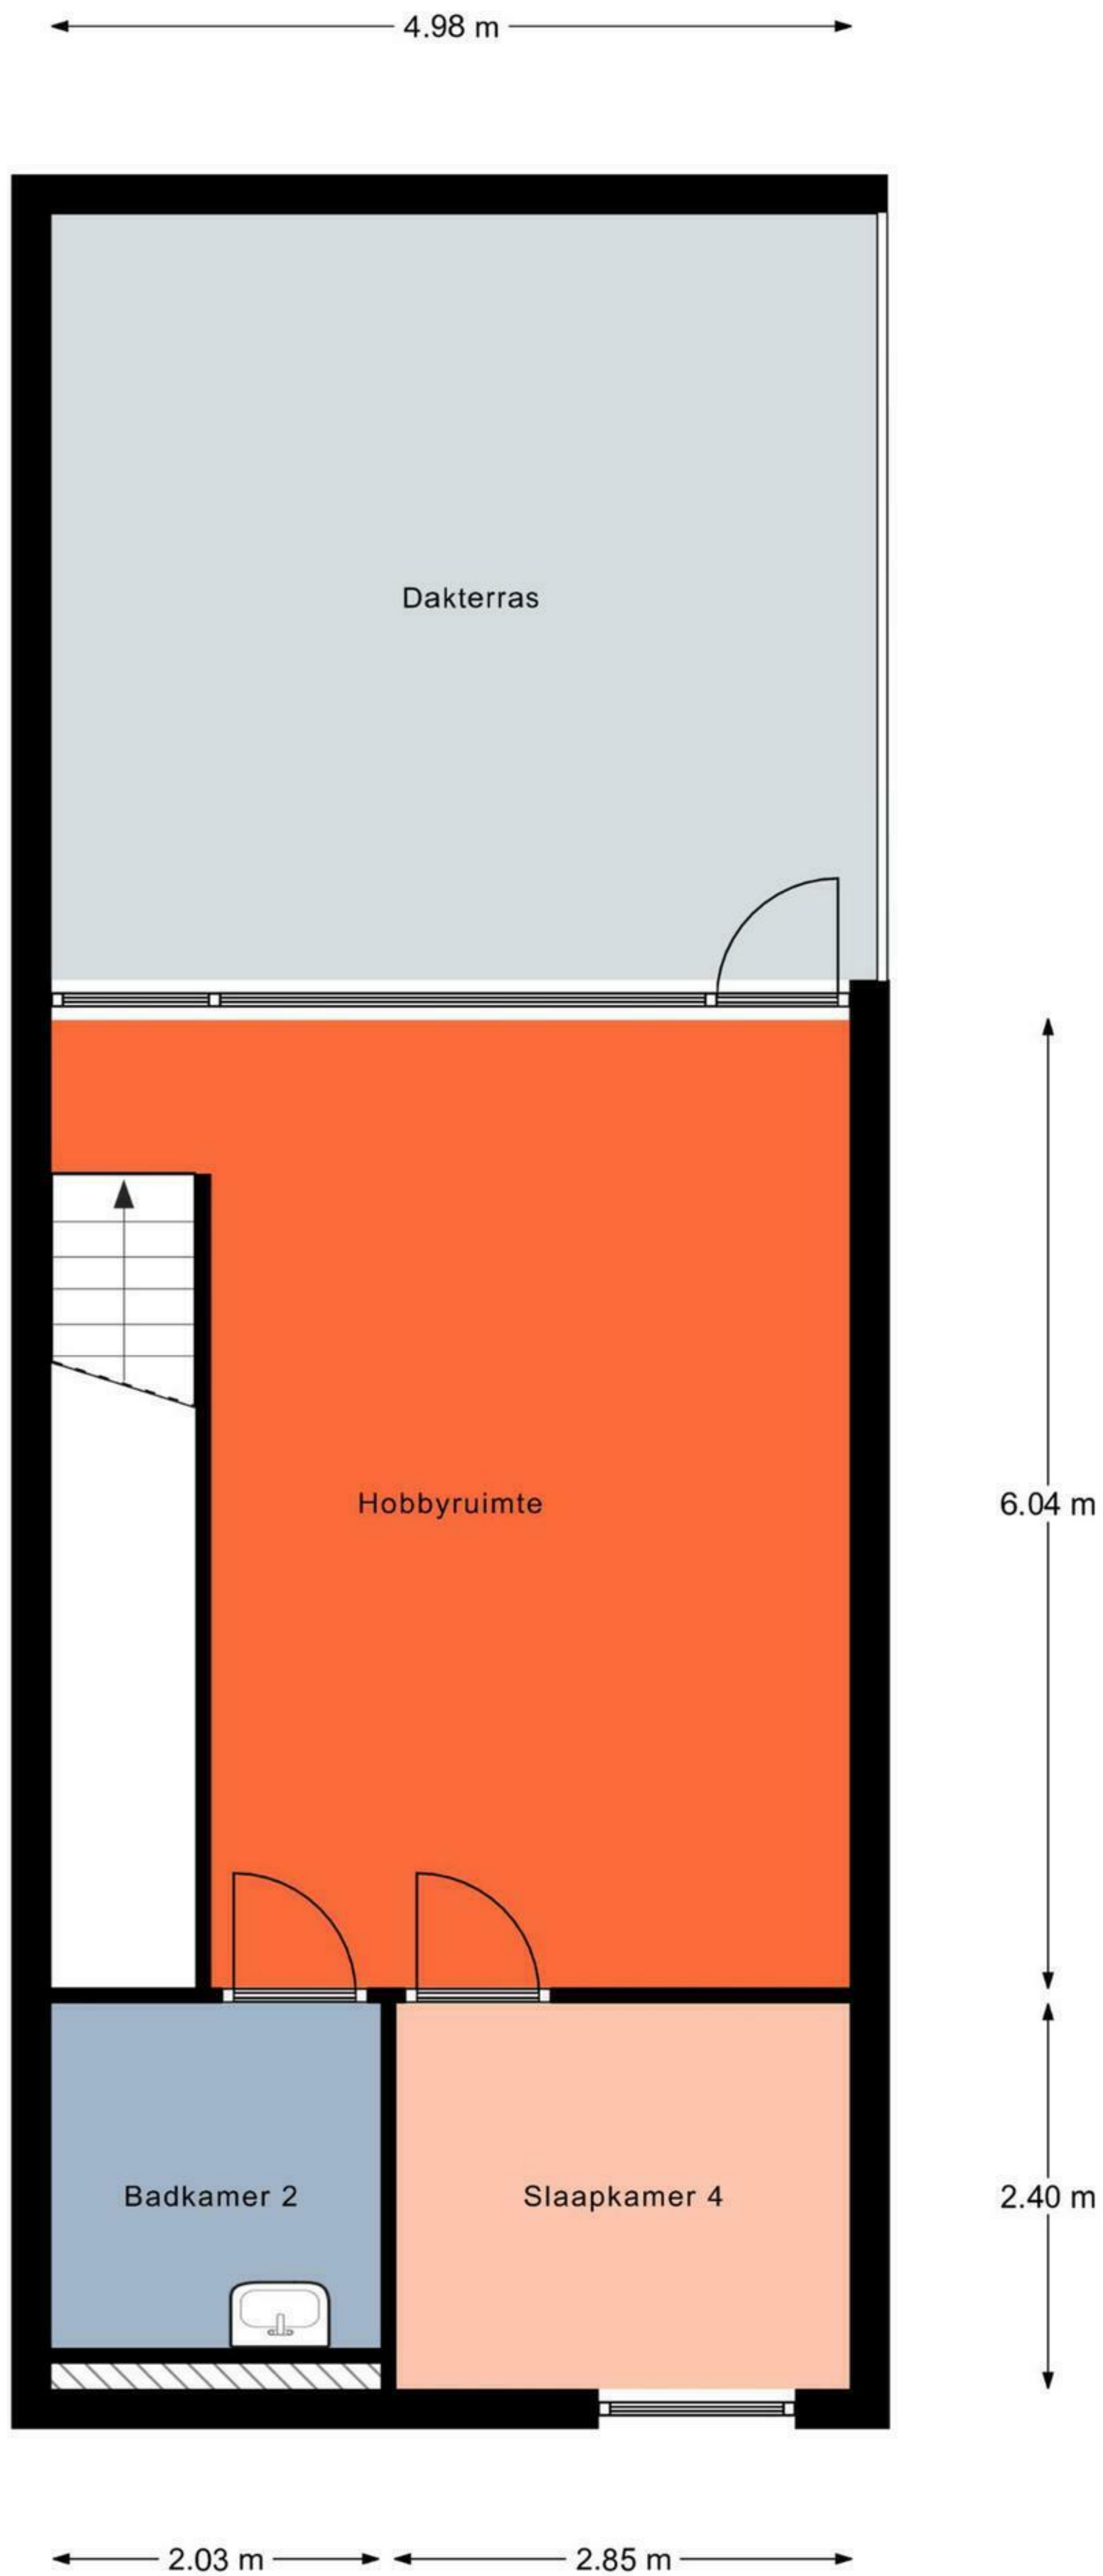 4.98 m
Dakterras
Hobbyruimte
6.04 m
Badkamer 2
Slaapkamer 4
2.40 m
2.03 m
2.85 m